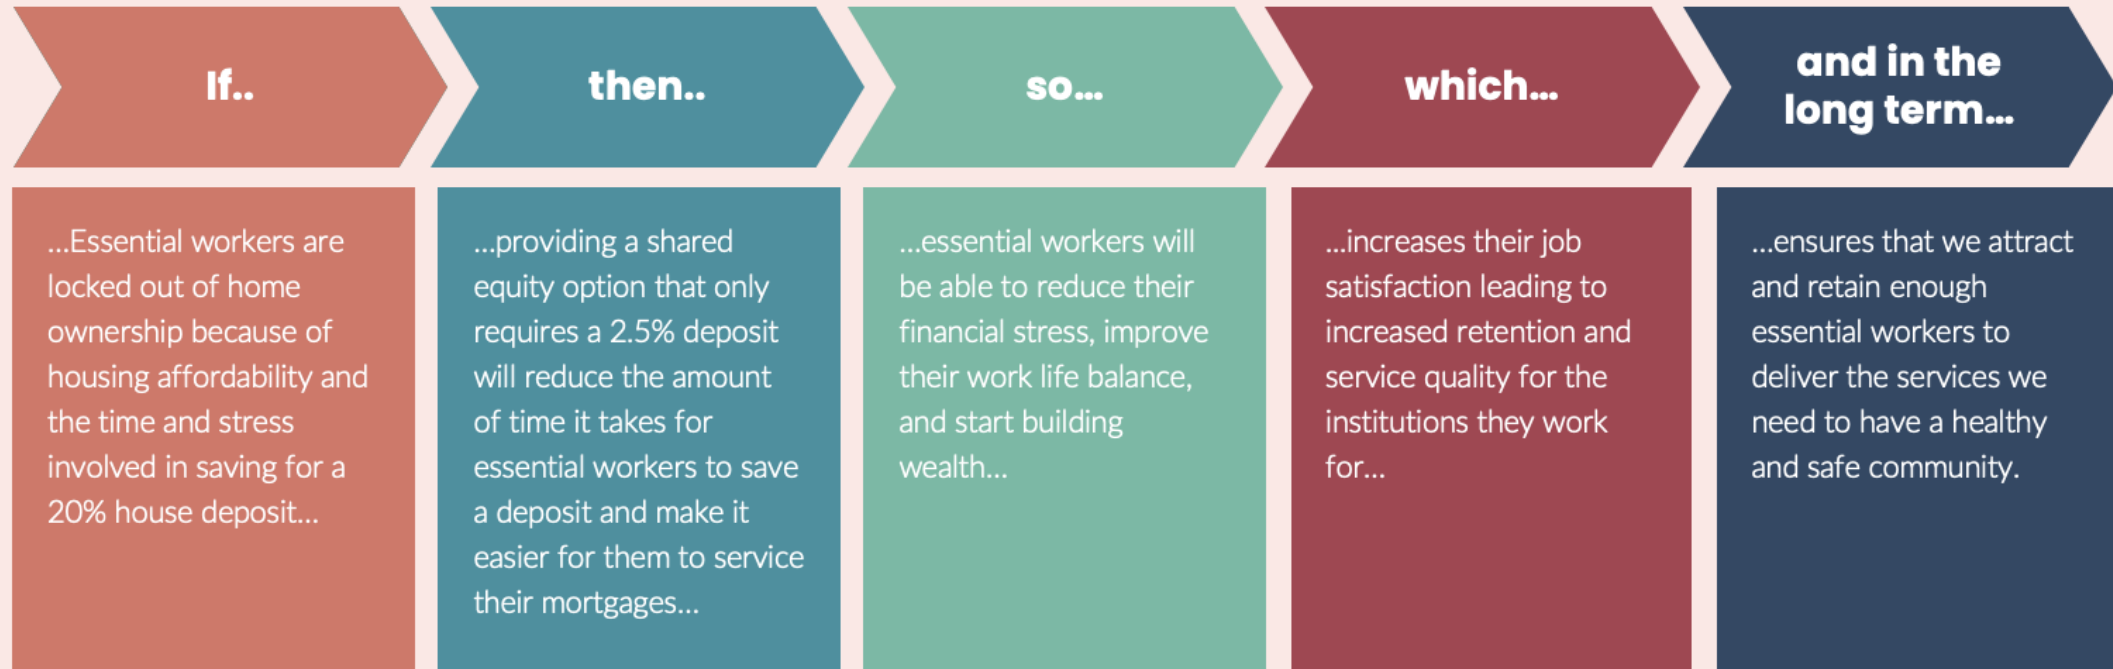 If..
then..
so...
which...
and in the
long term...
...Essential workers are
locked out of home
ownership because of
housing affordability and
the time and stress
involved in saving for a
20% house deposit...
...providing a shared
equity option that only
requires a 2.5% deposit
will reduce the amount
of time it takes for
essential workers to save
a deposit and make it
easier for them to service
their mortgages...
...essential workers will
be able to reduce their
financial stress, improve
their work life balance,
and start building
wealth...
...increases their job
satisfaction leading to
increased retention and
service quality for the
institutions they work
for...
...ensures that we attract
and retain enough
essential workers to
deliver the services we
need to have a healthy
and safe community.